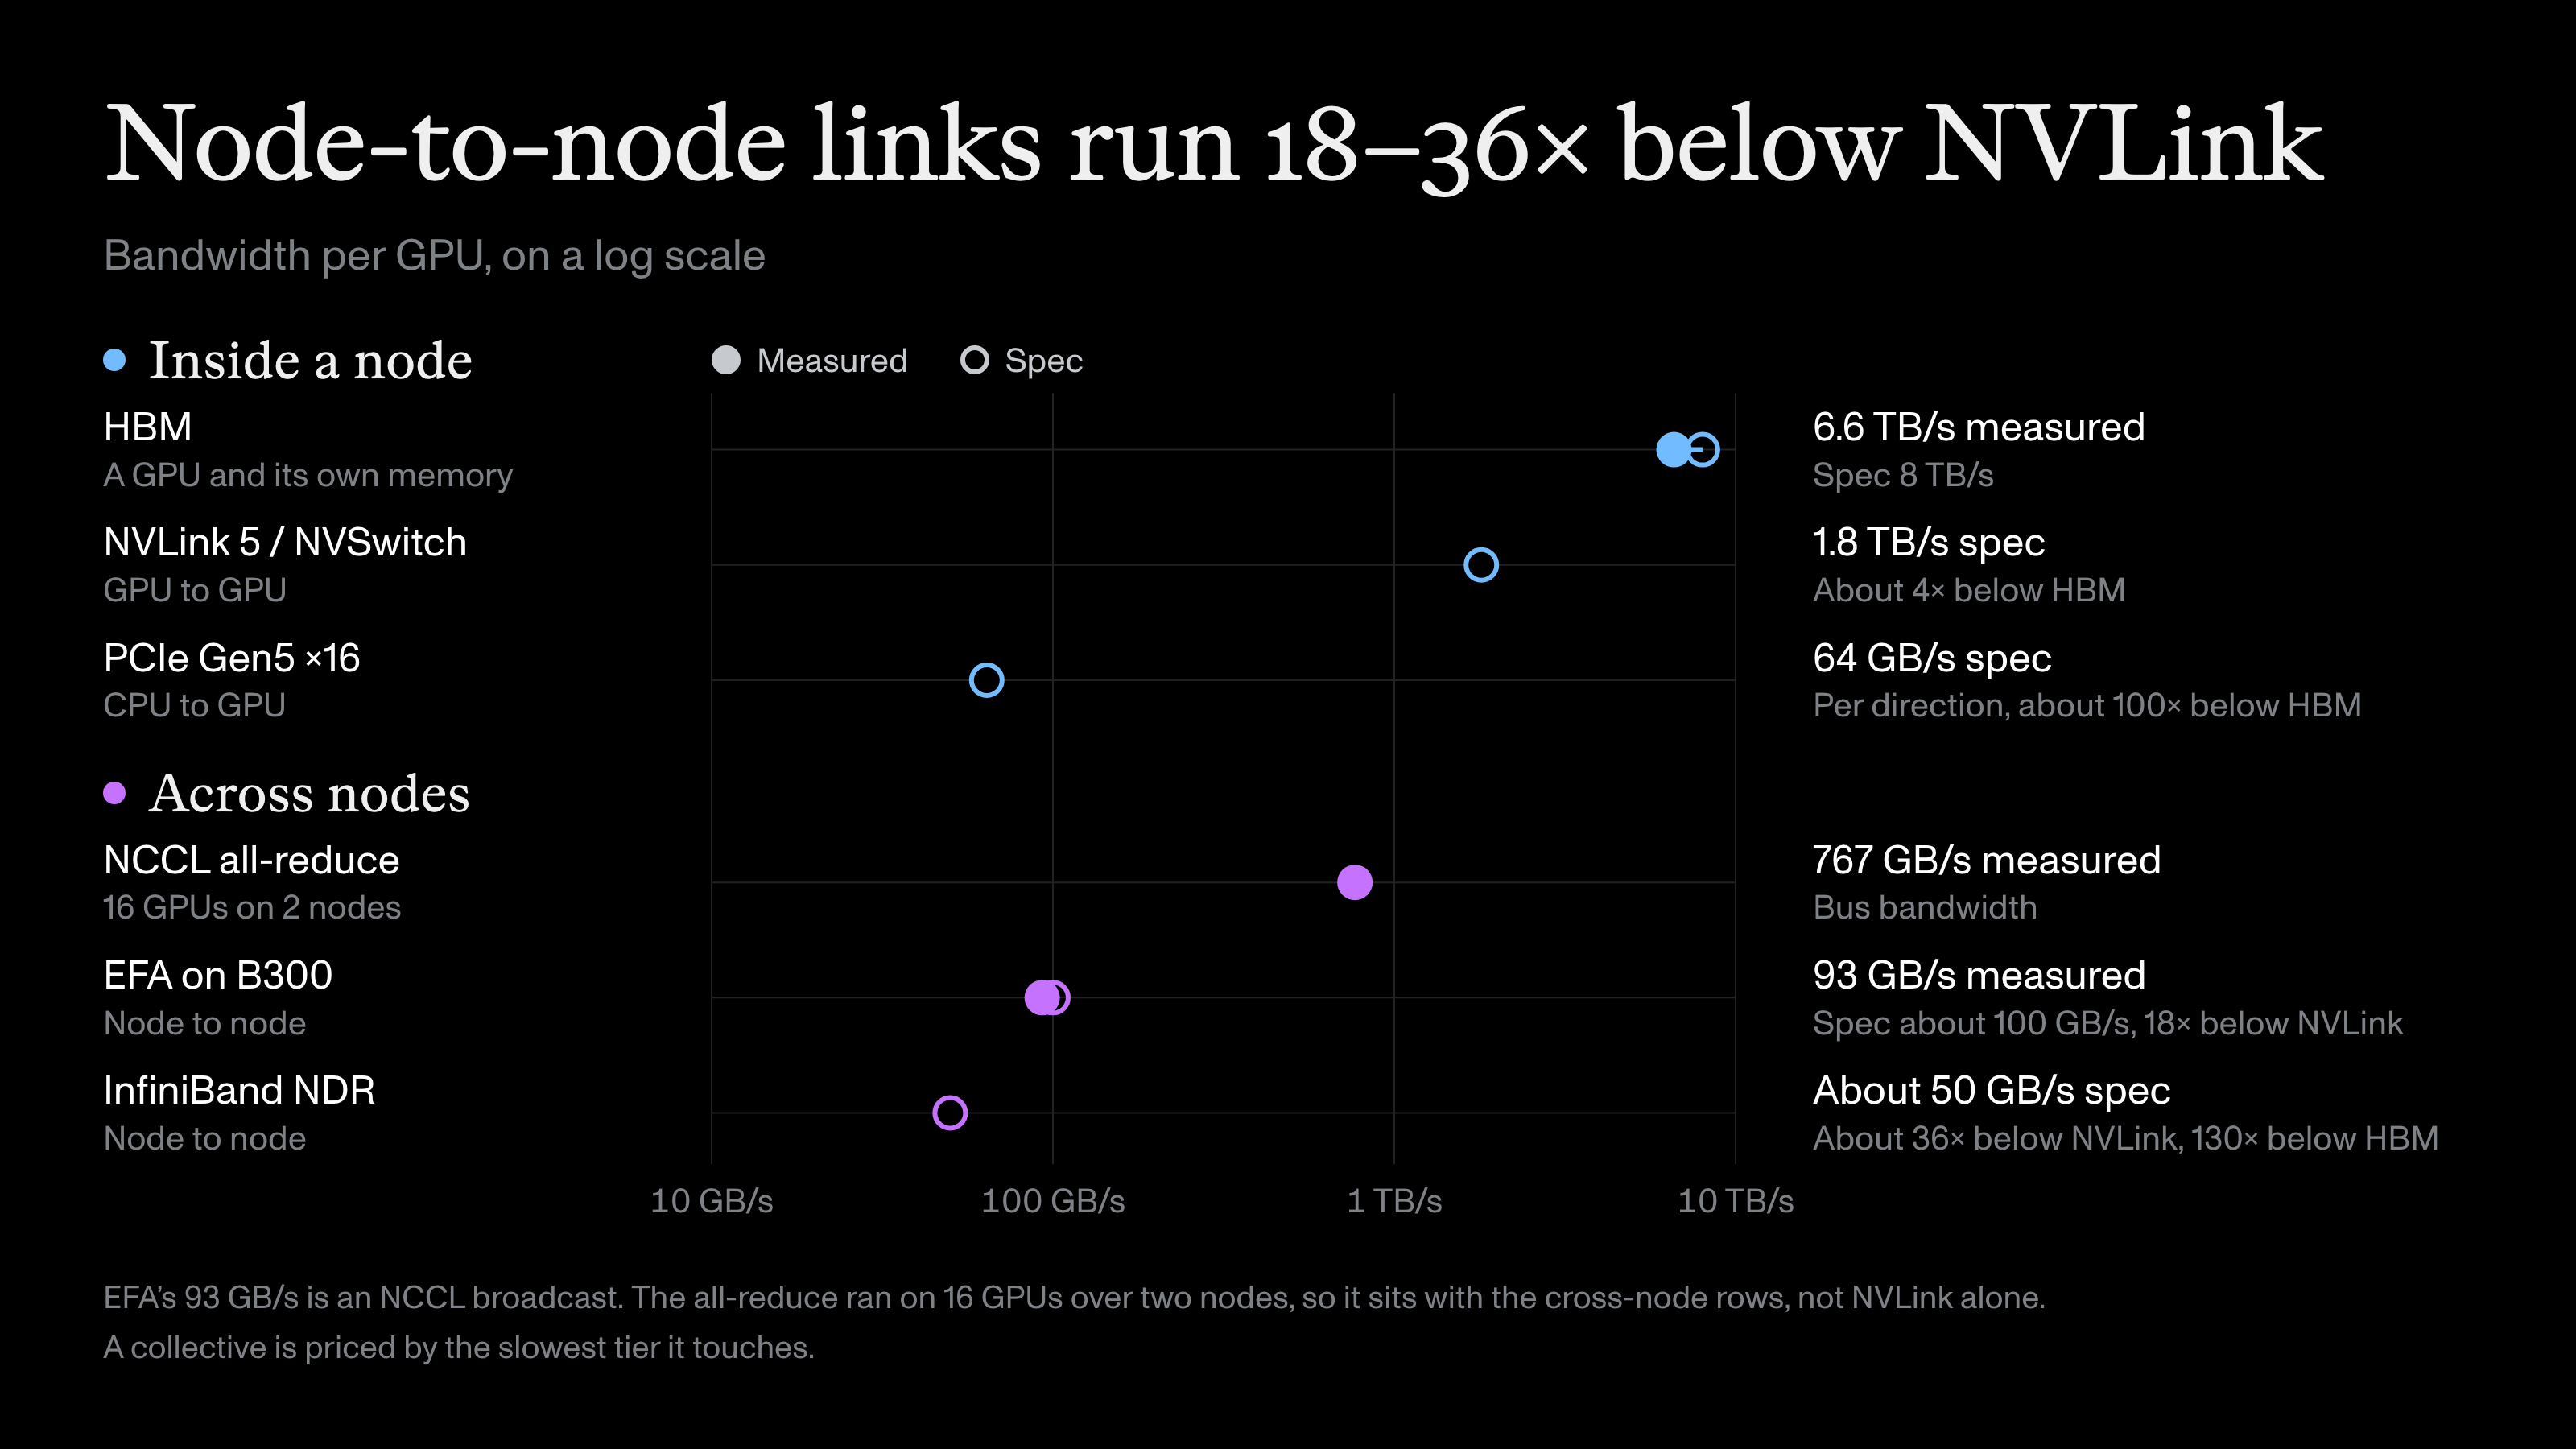 Node-to-node links run 18–36× below NVLink
Bandwidth per GPU, on a log scale
Inside a node
Measured
Spec
HBM
A GPU and its own memory
6.6 TB/s measured
Spec 8 TB/s
NVLink 5 / NVSwitch
GPU to GPU
1.8 TB/s spec
About 4× below HBM
PCIe Gen5 ×16
CPU to GPU
64 GB/s spec
Per direction, about 100× below HBM
Across nodes
NCCL all-reduce
16 GPUs on 2 nodes
767 GB/s measured
Bus bandwidth
EFA on B300
Node to node
93 GB/s measured
Spec about 100 GB/s, 18× below NVLink
InfiniBand NDR
Node to node
About 50 GB/s spec
About 36× below NVLink, 130× below HBM
10 GB/s
100 GB/s
1 TB/s
10 TB/s
EFA’s 93 GB/s is an NCCL broadcast. The all-reduce ran on 16 GPUs over two nodes, so it sits with the cross-node rows, not NVLink alone.
A collective is priced by the slowest tier it touches.